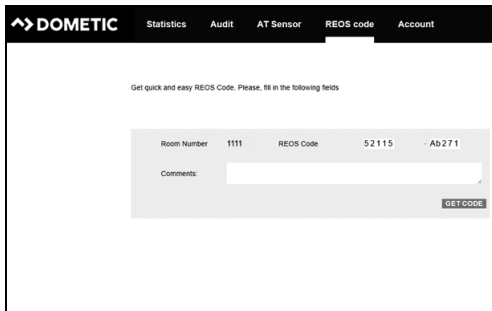 DOMETIC Statistics Audit AT Sensor REOS code Account
Get quick and easy REOS Code. Please, fill in the following fields
Room Number 1111 REOS Code 52115 - Ab271
Comments:
GET CODE